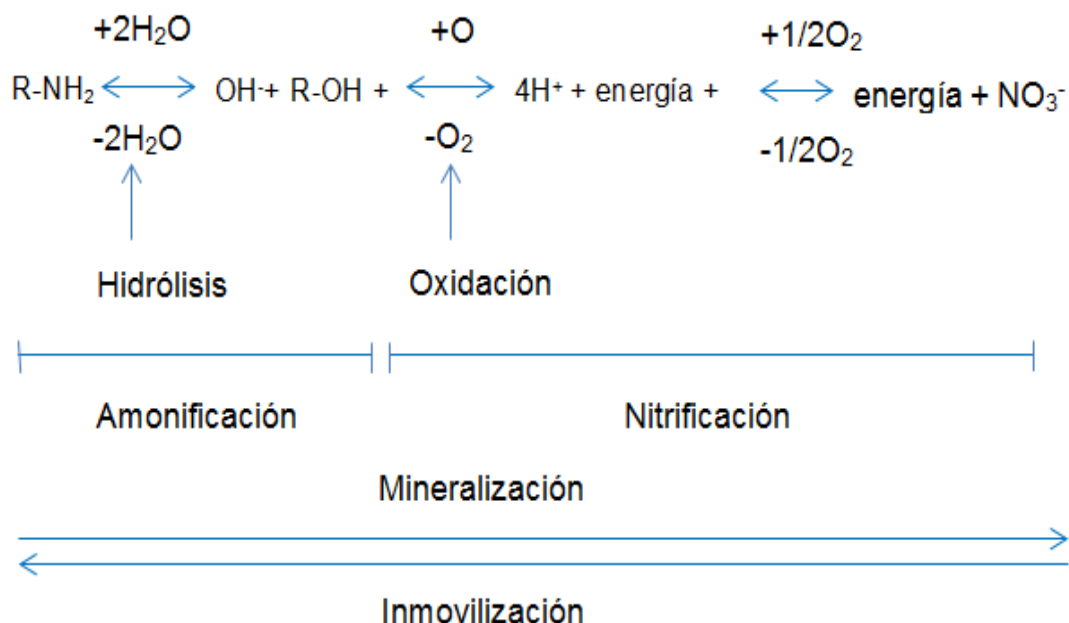 +2H₂O +O +1/2O₂
R-NH₂ OH⁻+ R-OH + 4H⁺ + energía + energía + NO₃⁻
-2H₂O -O₂ -1/2O₂
Hidrólisis Oxidación
Amonificación Nitrificación
Mineralización
Inmovilización